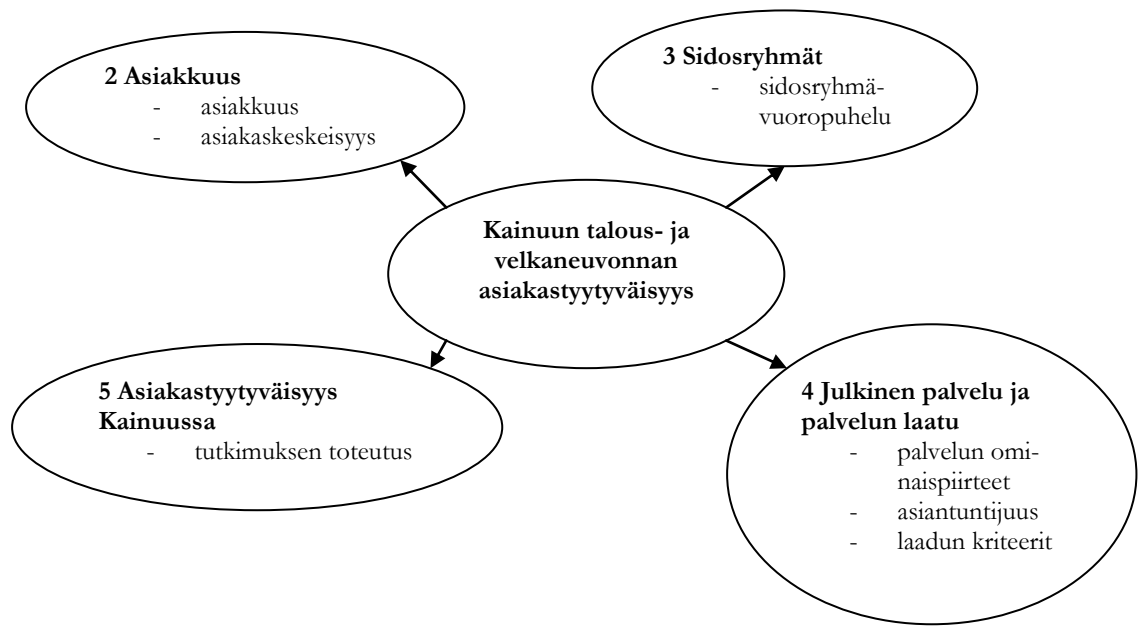 2 Asiakkuus
- asiakkuus
- asiakaskeskeisyys
3 Sidosryhmät
- sidosryhmä-
vuoropuhelu
Kainuun talous- ja
velkaneuvonnan
asiakastyytyväisyys
5 Asiakastyytyväisyys
Kainuussa
- tutkimuksen toteutus
4 Julkinen palvelu ja
palvelun laatu
- palvelun omi-
naispiirteet
- asiantuntijuus
- laadun kriteerit